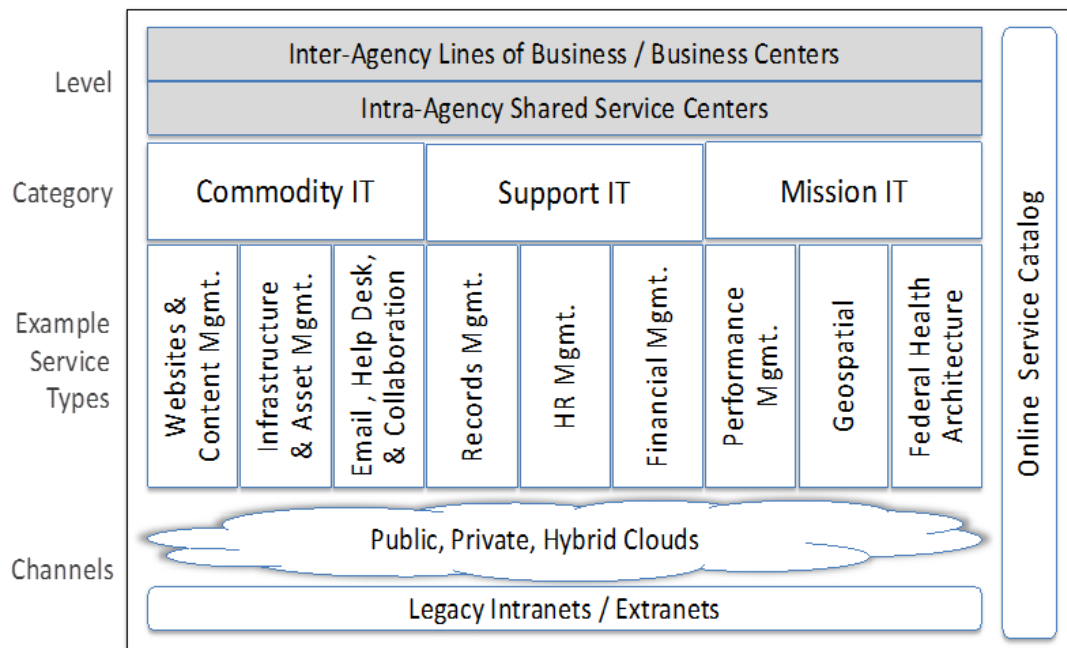 Level
Inter-Agency Lines of Business / Business Centers
Intra-Agency Shared Service Centers
Category
Commodity IT
Support IT
Mission IT
Example
Service
Types
Websites &
Content Mgmt.
Infrastructure
& Asset Mgmt.
Email , Help Desk,
& Collaboration
Records Mgmt.
HR Mgmt.
Financial Mgmt.
Performance
Mgmt.
Geospatial
Federal Health
Architecture
Channels
Public, Private, Hybrid Clouds
Legacy Intranets / Extranets
Online Service Catalog